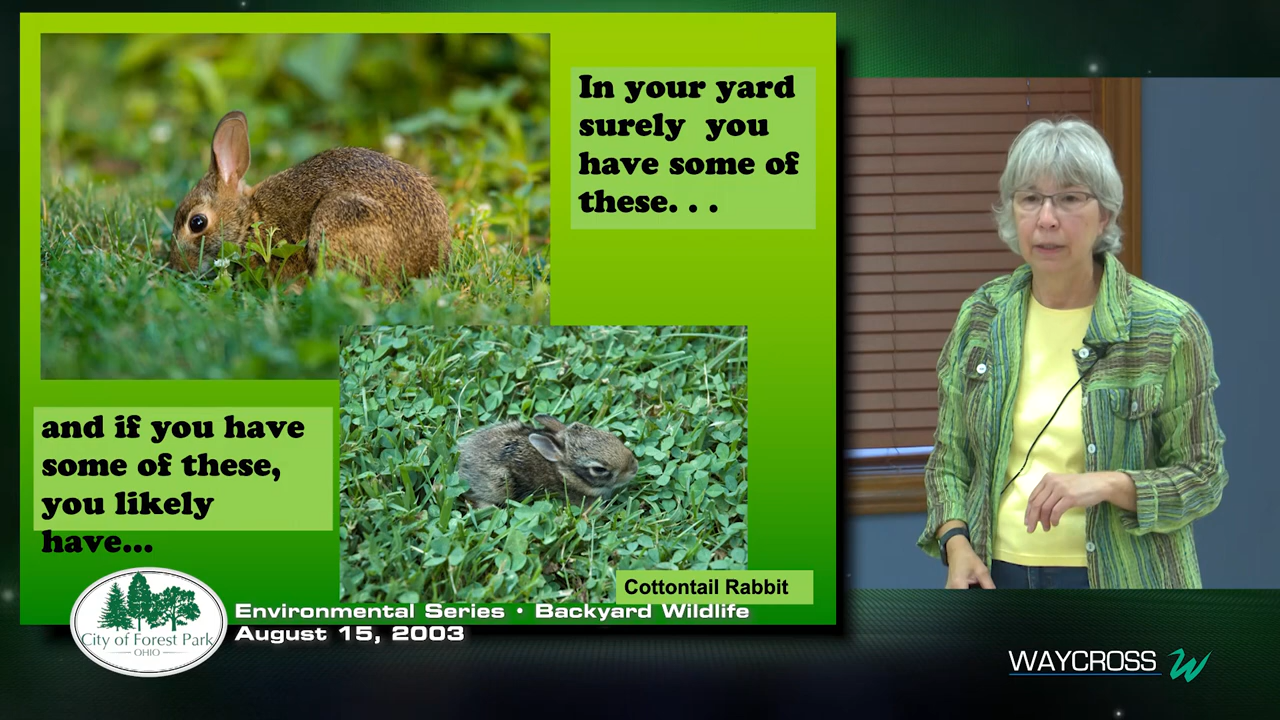 In your yard
surely you
have some of
these. . .
and if you have
some of these,
you likely
have...
Cottontail Rabbit
Environmental Series • Backyard Wildlife
August 15, 2003
City of Forest Park
OHIO
WAYCROSS W